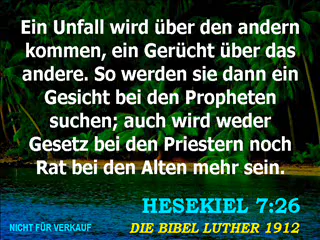 Ein Unfall wird über den andern
kommen, ein Gerücht über das
andere. So werden sie dann ein
Gesicht bei den Propheten
suchen; auch wird weder
Gesetz bei den Priestern noch
Rat bei den Alten mehr sein.
HESEKIEL 7:26
NICHT FÜR VERKAUF
DIE BIBEL LUTHER 1912